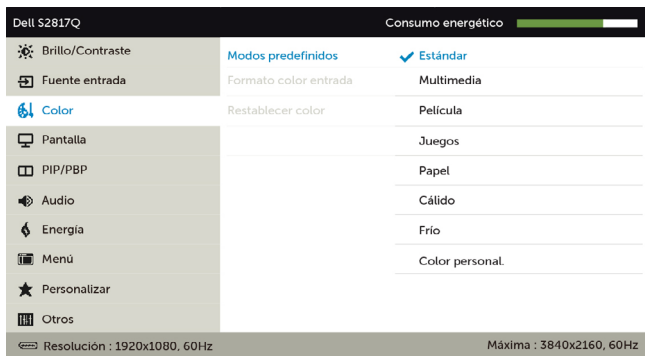 Dell S2817Q Consumo energético
Brillo/Contraste Modos predefinidos Estándar
Fuente entrada Formato color entrada Multimedia
Color Restablecer color Película
Pantalla Juegos
PIP/PBP Papel
Audio Cálido
Energía Frío
Menú Color personal.
Personalizar
Otros
Resolución : 1920x1080, 60Hz Máxima : 3840x2160, 60Hz